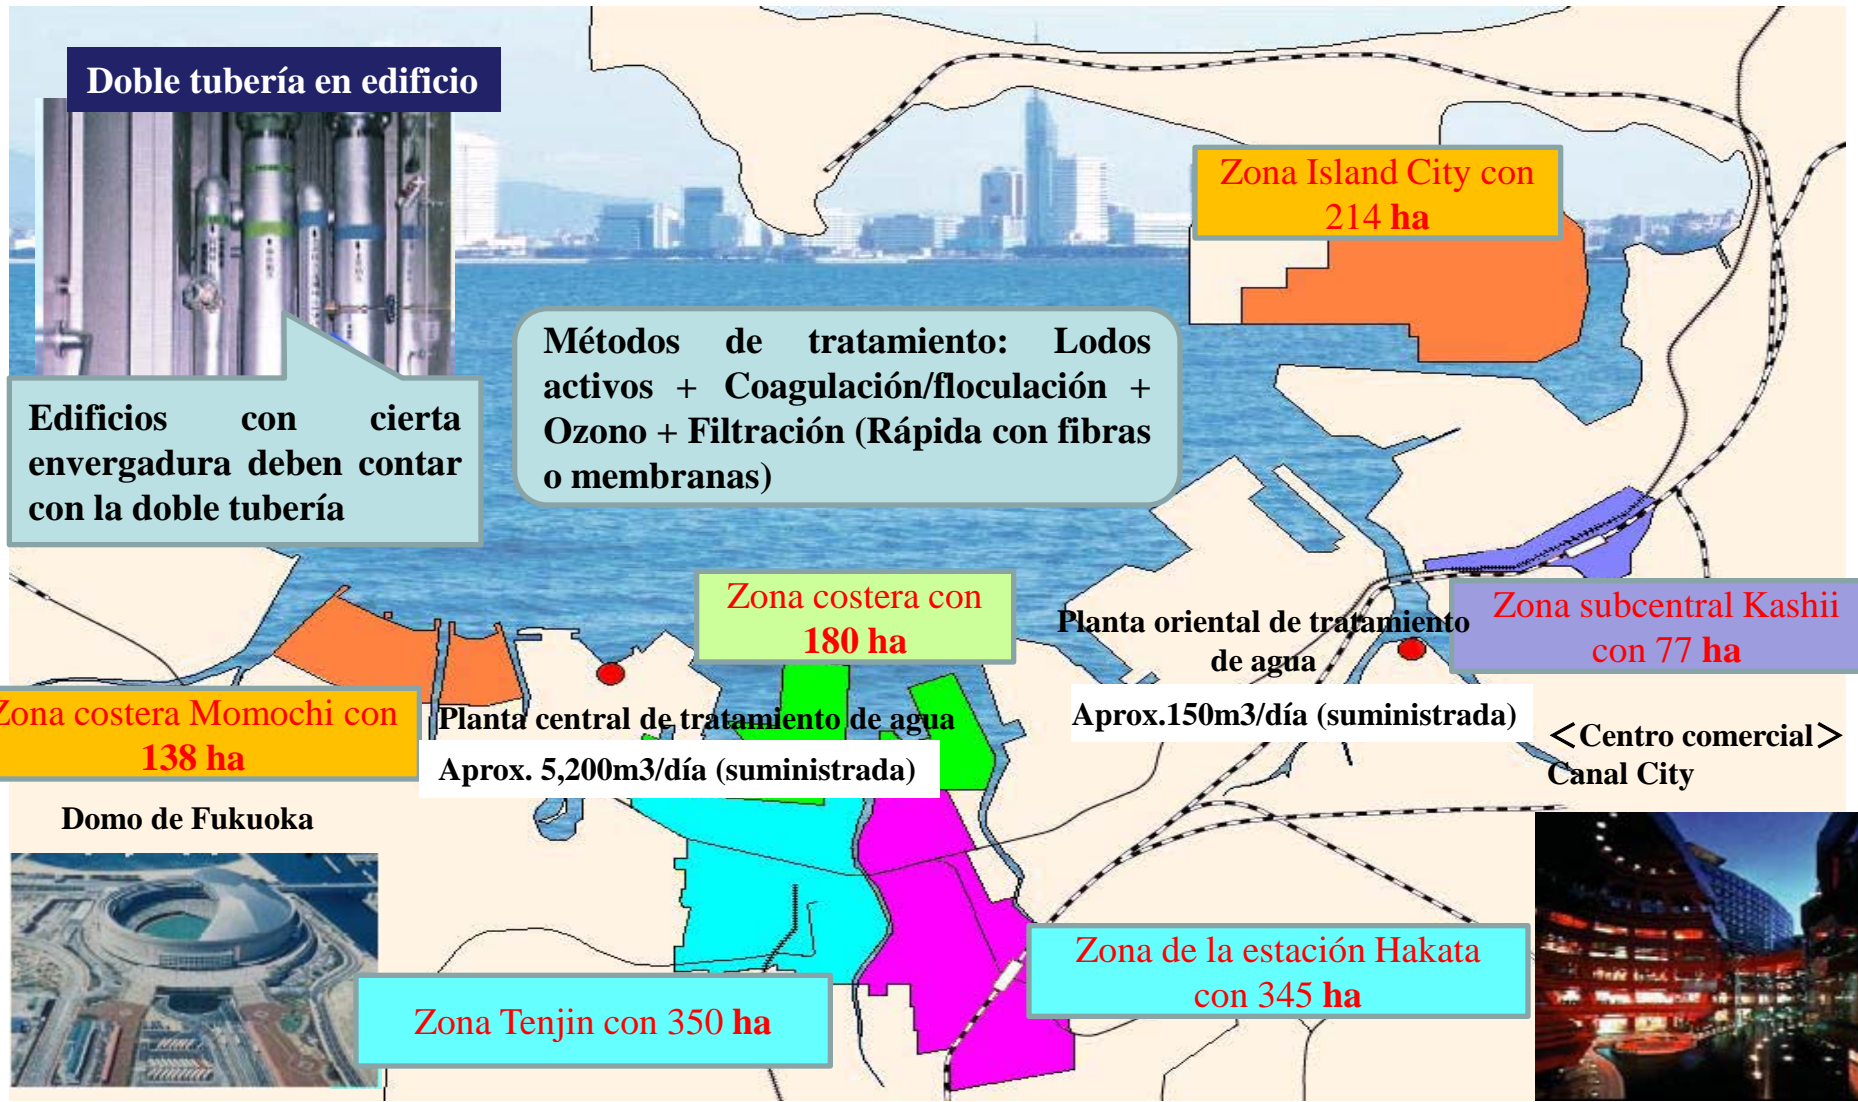 Doble tubería en edificio
Zona Island City con
214 ha
Métodos de tratamiento: Lodos
activos + Coagulación/floculación +
Ozono + Filtración (Rápida con fibras
o membranas)
Edificios con cierta
envergadura deben contar
con la doble tubería
Zona costera con
180 ha
Planta oriental de tratamiento
de agua
Aprox.150m3/día (suministrada)
Zona subcentral Kashii
con 77 ha
Zona costera Momochi con
138 ha
Planta central de tratamiento de agua
Aprox. 5,200m3/día (suministrada)
<Centro comercial>
Canal City
Domo de Fukuoka
Zona de la estación Hakata
con 345 ha
Zona Tenjin con 350 ha